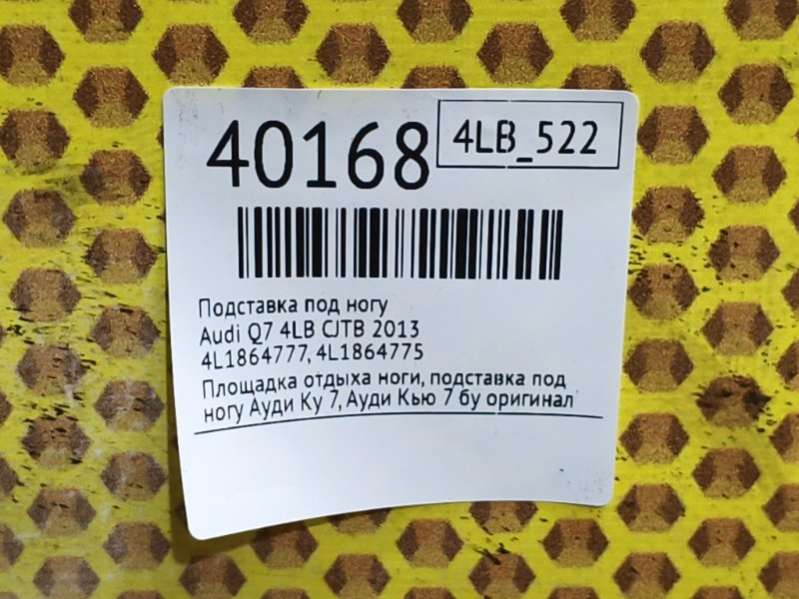 40168
4LB_522
Подставка под ногу
Audi Q7 4LB CJTB 2013
4L1864777, 4L1864775
Площадка отдыха ноги, подставка под
ногу Ауди Ку 7, Ауди Кью 7 бу оригинал